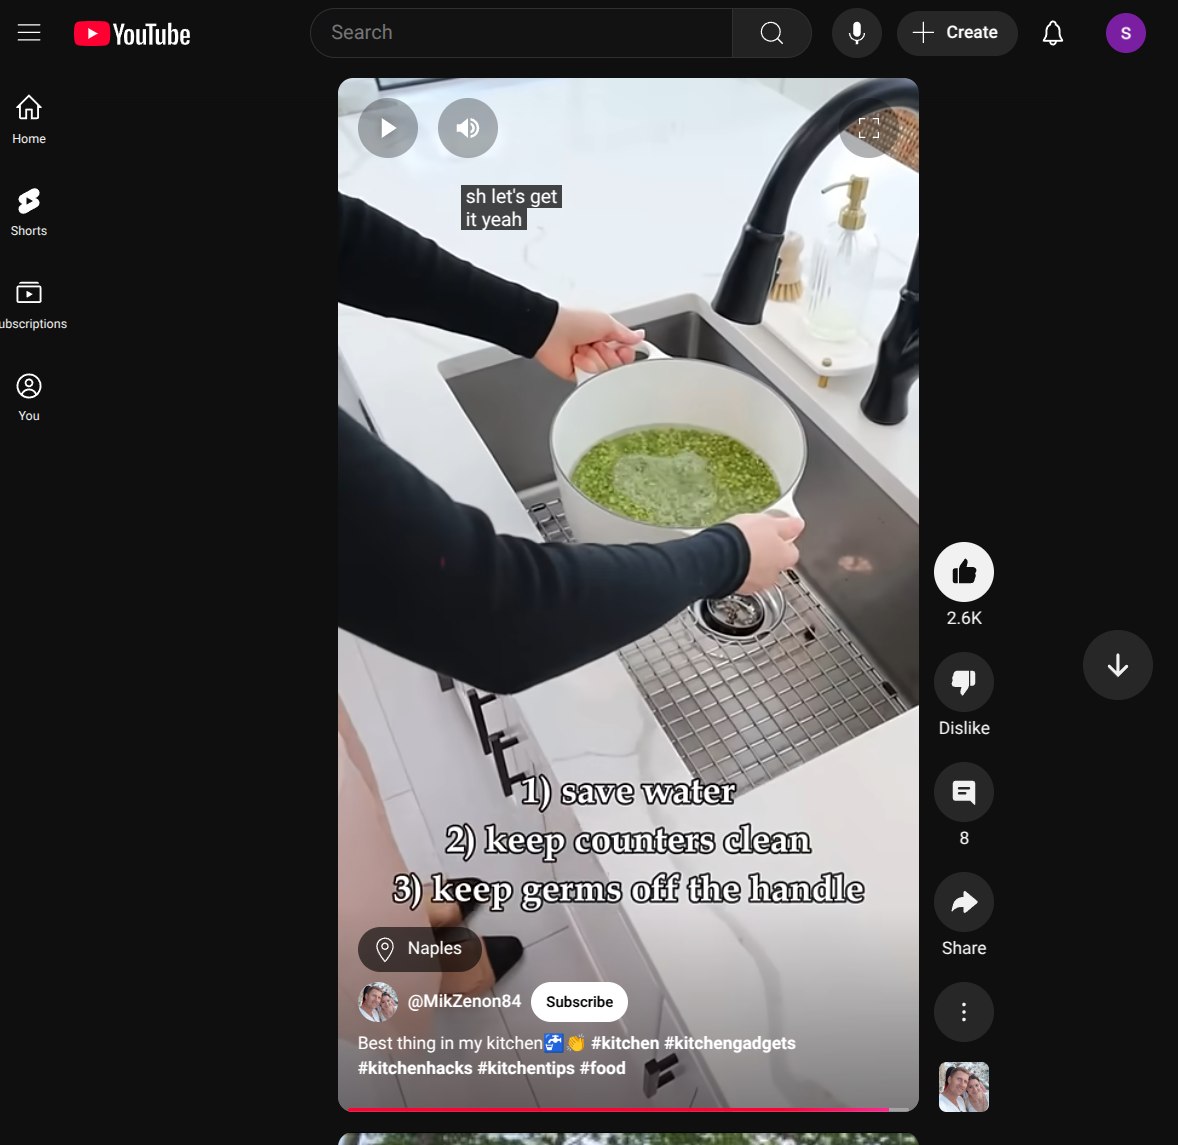 YouTube
Search
Create
S
Home
Shorts
ubscriptions
You
sh let's get
it yeah
1) save water
2) keep counters clean
3) keep germs off the handle
Naples
@MikZenon84
Subscribe
Best thing in my kitchen🚰👏 #kitchen #kitchengadgets
#kitchenhacks #kitchentips #food
2.6K
Dislike
8
Share